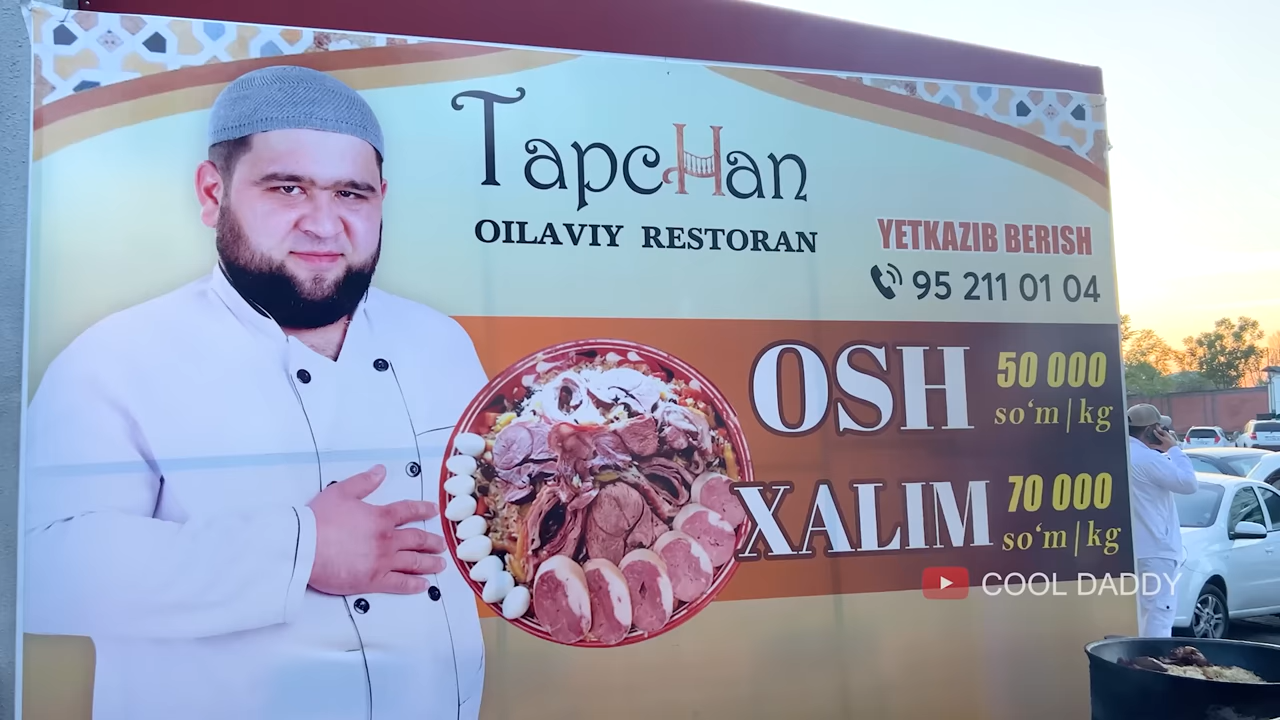 TapcHan
OILAVIY RESTORAN
YETKAZIB BERISH
95 211 01 04
OSH 50 000
so‘m|kg
XALIM 70 000
so‘m|kg
COOL DADDY